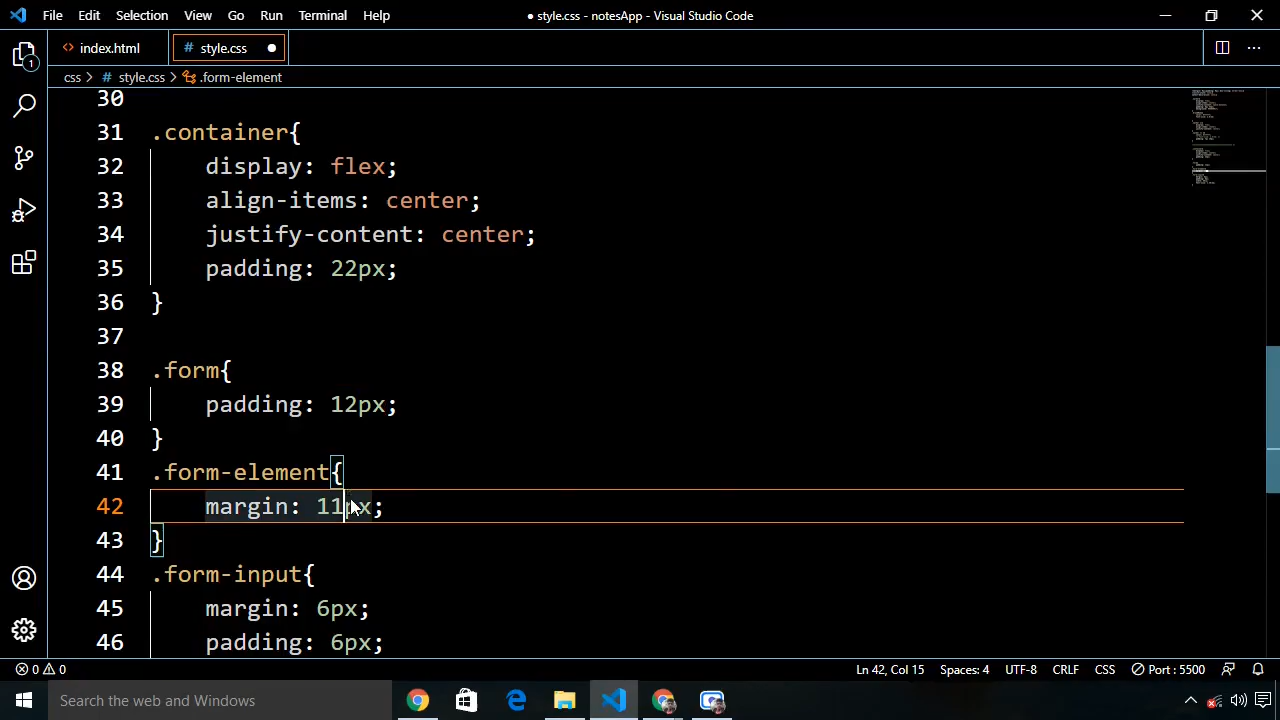 File Edit Selection View Go Run Terminal Help
● style.css - notesApp - Visual Studio Code
<> index.html
# style.css ●
css > # style.css > .form-element
30
31 .container{
32 display: flex;
33 align-items: center;
34 justify-content: center;
35 padding: 22px;
36 }
37
38 .form{
39 padding: 12px;
40 }
41 .form-element{
42 margin: 11px;
43 }
44 .form-input{
45 margin: 6px;
46 padding: 6px;
1
0 0
Ln 42, Col 15 Spaces: 4 UTF-8 CRLF CSS Port : 5500
Search the web and Windows